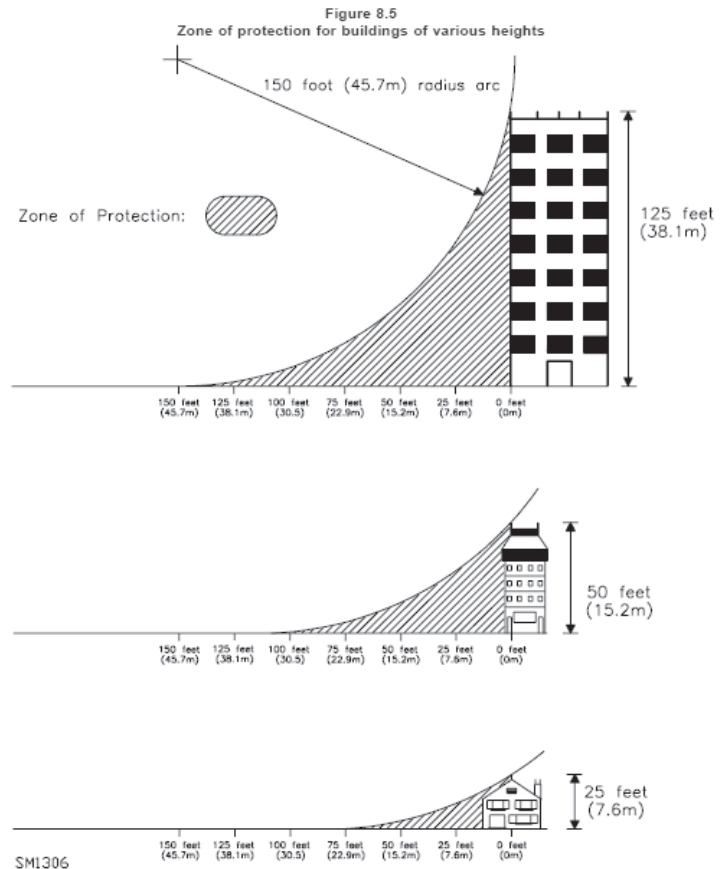 Figure 8.5
Zone of protection for buildings of various heights
150 foot (45.7m) radius arc
Zone of Protection:
125 feet
(38.1m)
150 feet 125 feet 100 feet 75 feet 50 feet 25 feet 0 feet
(45.7m) (38.1m) (30.5) (22.9m) (15.2m) (7.6m) (0m)
50 feet
(15.2m)
150 feet 125 feet 100 feet 75 feet 50 feet 25 feet 0 feet
(45.7m) (38.1m) (30.5) (22.9m) (15.2m) (7.6m) (0m)
25 feet
(7.6m)
150 feet 125 feet 100 feet 75 feet 50 feet 25 feet 0 feet
(45.7m) (38.1m) (30.5) (22.9m) (15.2m) (7.6m) (0m)
SM1306